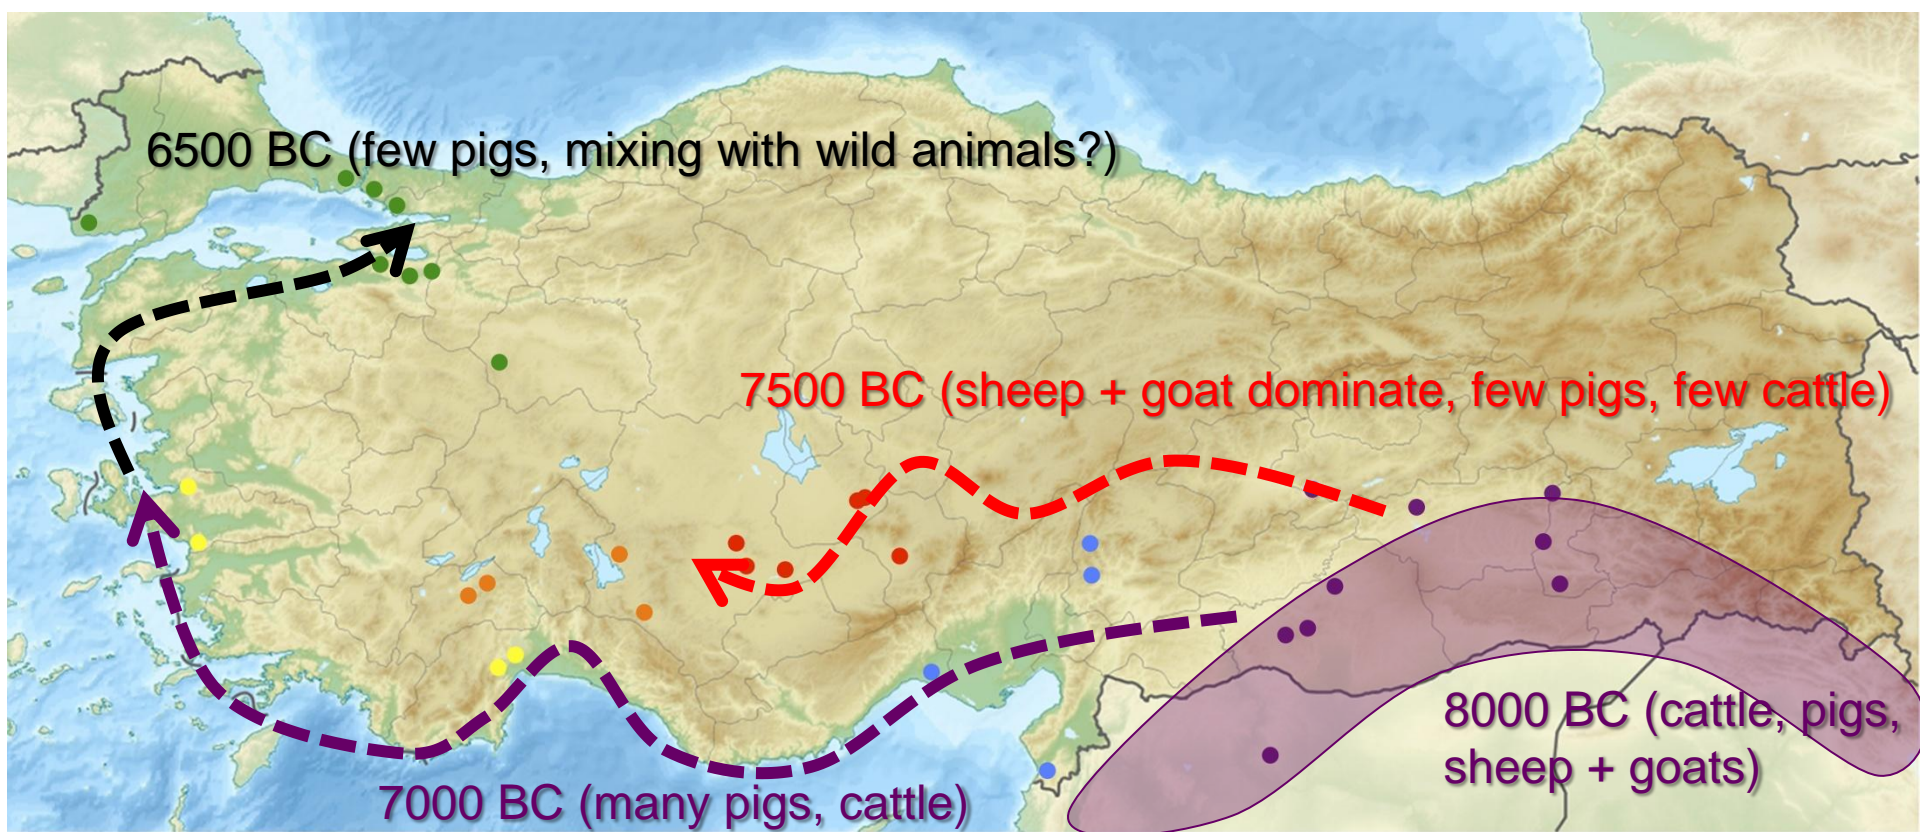 6500 BC (few pigs, mixing with wild animals?)
7500 BC (sheep + goat dominate, few pigs, few cattle)
8000 BC (cattle, pigs,
sheep + goats)
7000 BC (many pigs, cattle)